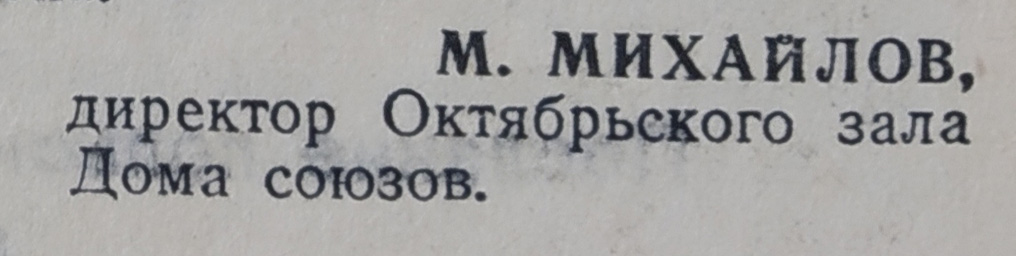 М. МИХАЙЛОВ,
директор Октябрьского зала
Дома союзов.